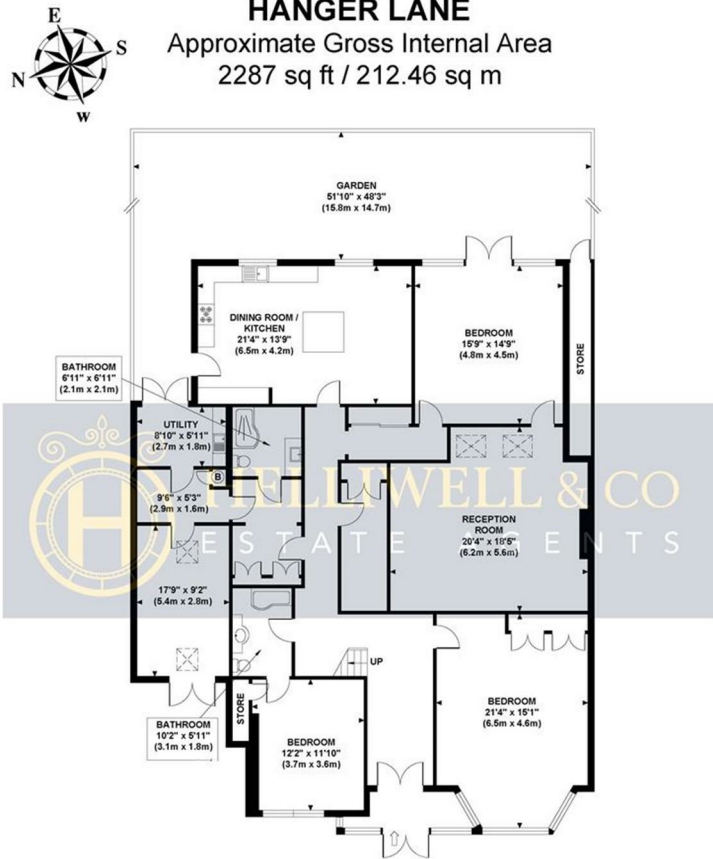 HANGER LANE
Approximate Gross Internal Area
2287 sq ft / 212.46 sq m
E
S
N
W
GARDEN
51'10" x 48'3"
(15.8m x 14.7m)
DINING ROOM /
KITCHEN
21'4" x 13'9"
(6.5m x 4.2m)
BEDROOM
15'9" x 14'9"
(4.8m x 4.5m)
STORE
BATHROOM
6'11" x 6'11"
(2.1m x 2.1m)
UTILITY
8'10" x 5'11"
(2.7m x 1.8m)
B
9'6" x 5'3"
(2.9m x 1.6m)
H
HELLIWELL & CO
ESTATE AGENTS
RECEPTION
ROOM
20'4" x 18'5"
(6.2m x 5.6m)
17'9" x 9'2"
(5.4m x 2.8m)
UP
BATHROOM
10'2" x 5'11"
(3.1m x 1.8m)
STORE
BEDROOM
12'2" x 11'10"
(3.7m x 3.6m)
BEDROOM
21'4" x 15'1"
(6.5m x 4.6m)